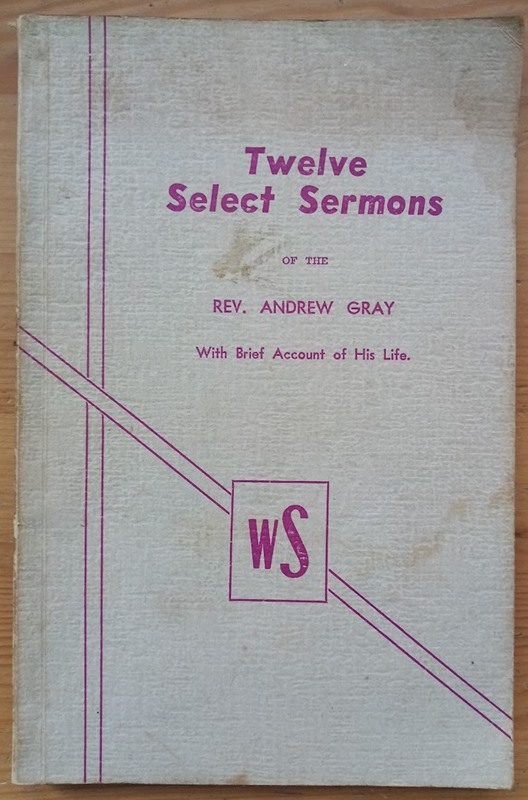 Twelve
Select Sermons
OF THE
REV. ANDREW GRAY
With Brief Account of His Life.
WS